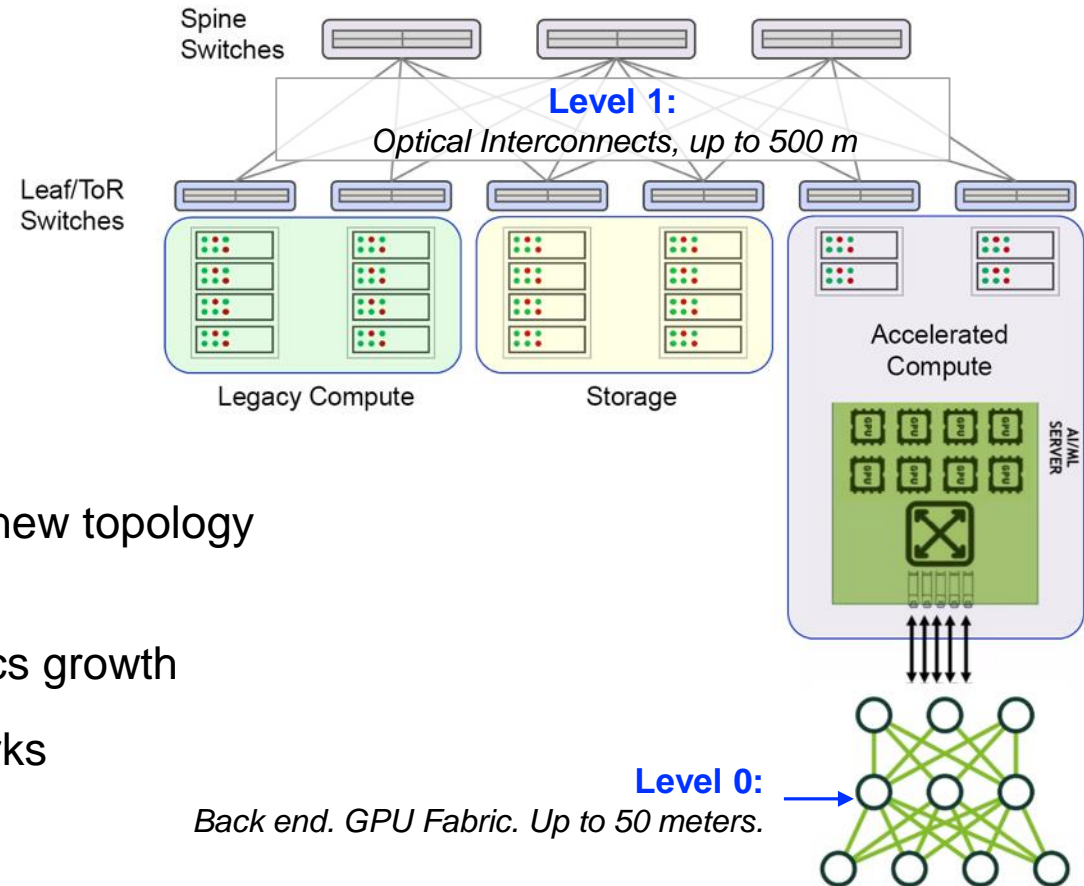 Spine
Switches
Level 1:
Optical Interconnects, up to 500 m
Leaf/ToR
Switches
Legacy Compute
Storage
Accelerated
Compute
GPU GPU GPU GPU
GPU GPU GPU GPU
AI/ML
SERVER
new topology
cs growth
ks
Level 0:
Back end. GPU Fabric. Up to 50 meters.